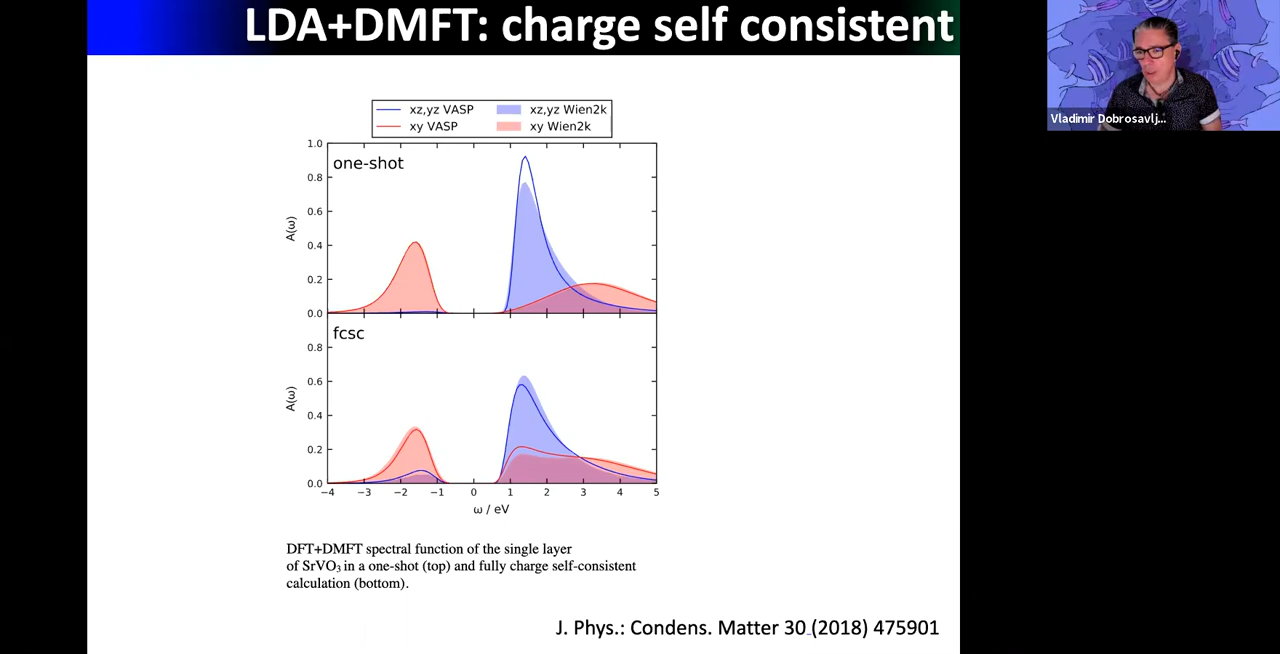 LDA+DMFT: charge self consistent
Vladimir Dobrosavlj...
xz,yz VASP
xy VASP
xz,yz Wien2k
xy Wien2k
one-shot
A(ω)
1.0
0.8
0.6
0.4
0.2
0.0
fcsc
A(ω)
0.8
0.6
0.4
0.2
0.0
−4 −3 −2 −1 0 1 2 3 4 5
ω / eV
DFT+DMFT spectral function of the single layer
of SrVO₃ in a one-shot (top) and fully charge self-consistent
calculation (bottom).
J. Phys.: Condens. Matter 30 (2018) 475901